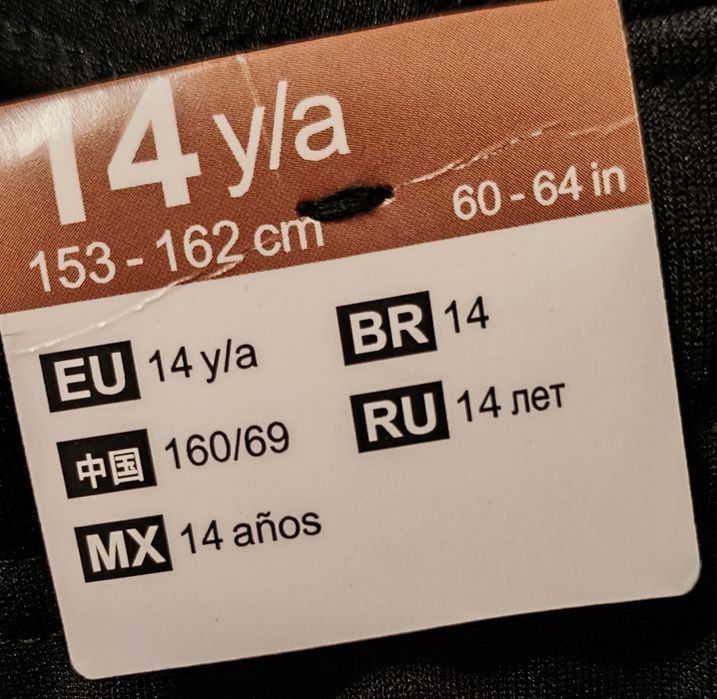 14 y/a
153 - 162 cm 60 - 64 in
EU 14 y/a
BR 14
中国 160/69
RU 14 лет
MX 14 años